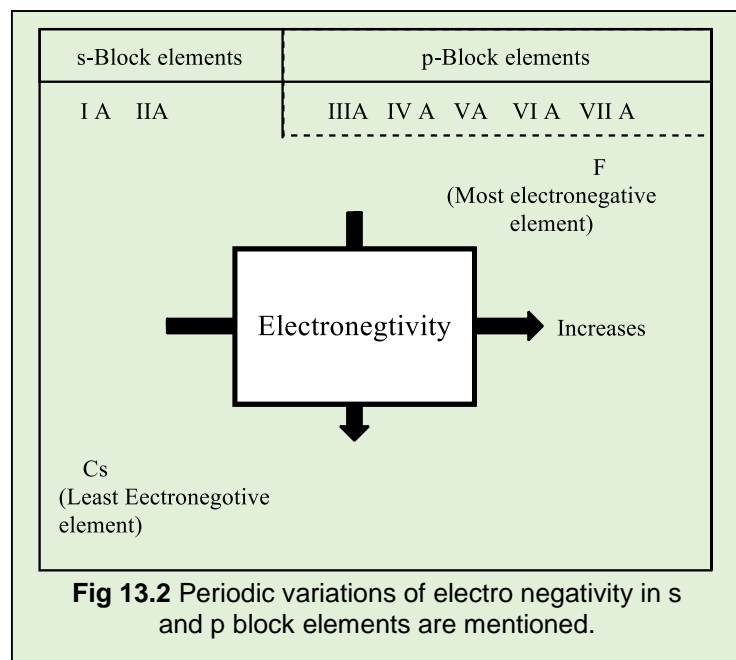 s-Block elements
p-Block elements
I A IIA
IIIA IV A VA VI A VII A
F
(Most electronegative
element)
Electronegtivity
Increases
Cs
(Least Eectronegotive
element)
Fig 13.2 Periodic variations of electro negativity in s
and p block elements are mentioned.